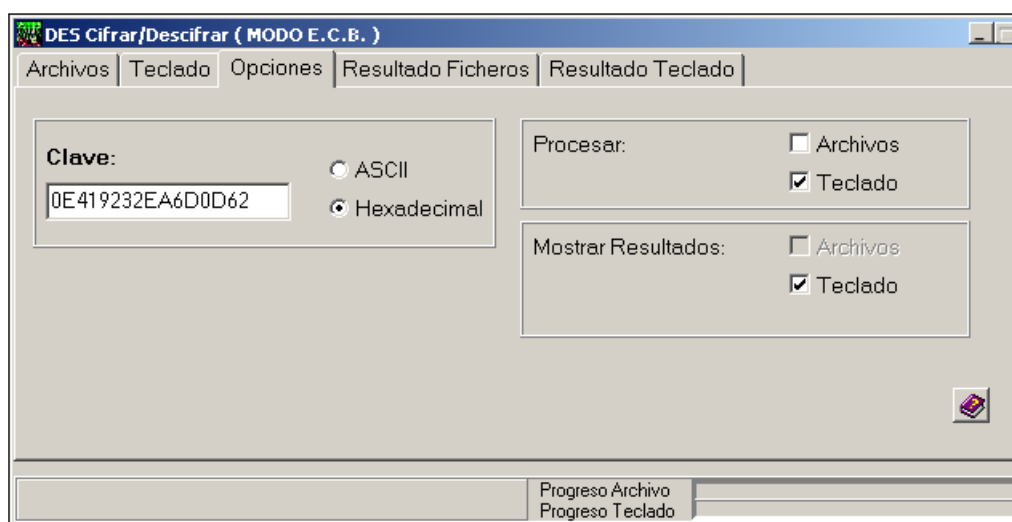 DES Cifrar/Descifrar ( MODO E.C.B. )
Archivos Teclado Opciones Resultado Ficheros Resultado Teclado
Clave:
0E419232EA6D0D62
ASCII
Hexadecimal
Procesar:
Archivos
Teclado
Mostrar Resultados:
Archivos
Teclado
Progreso Archivo
Progreso Teclado